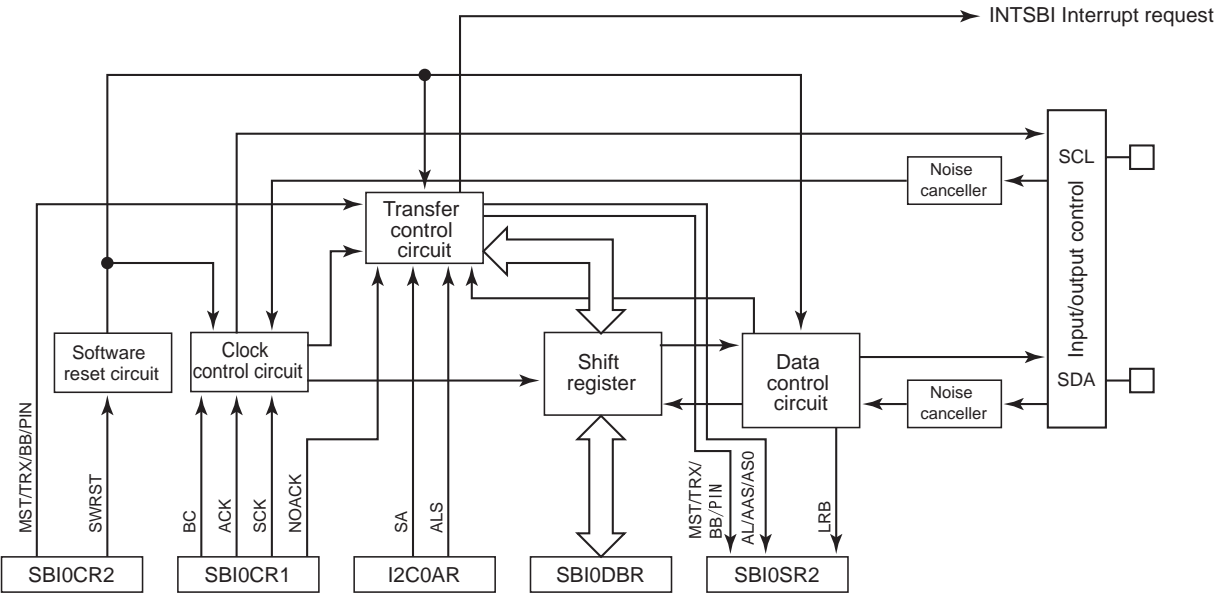 INTSBI Interrupt request
SCL
Noise
canceller
Input/output control
Transfer
control
circuit
Software
reset circuit
Clock
control circuit
Shift
register
Data
control
circuit
SDA
Noise
canceller
MST/TRX/BB/PIN
SWRST
BC
ACK
SCK
NOACK
SA
ALS
MST/TRX/
BB/PIN
AL/AAS/AS0
LRB
SBI0CR2
SBI0CR1
I2C0AR
SBI0DBR
SBI0SR2